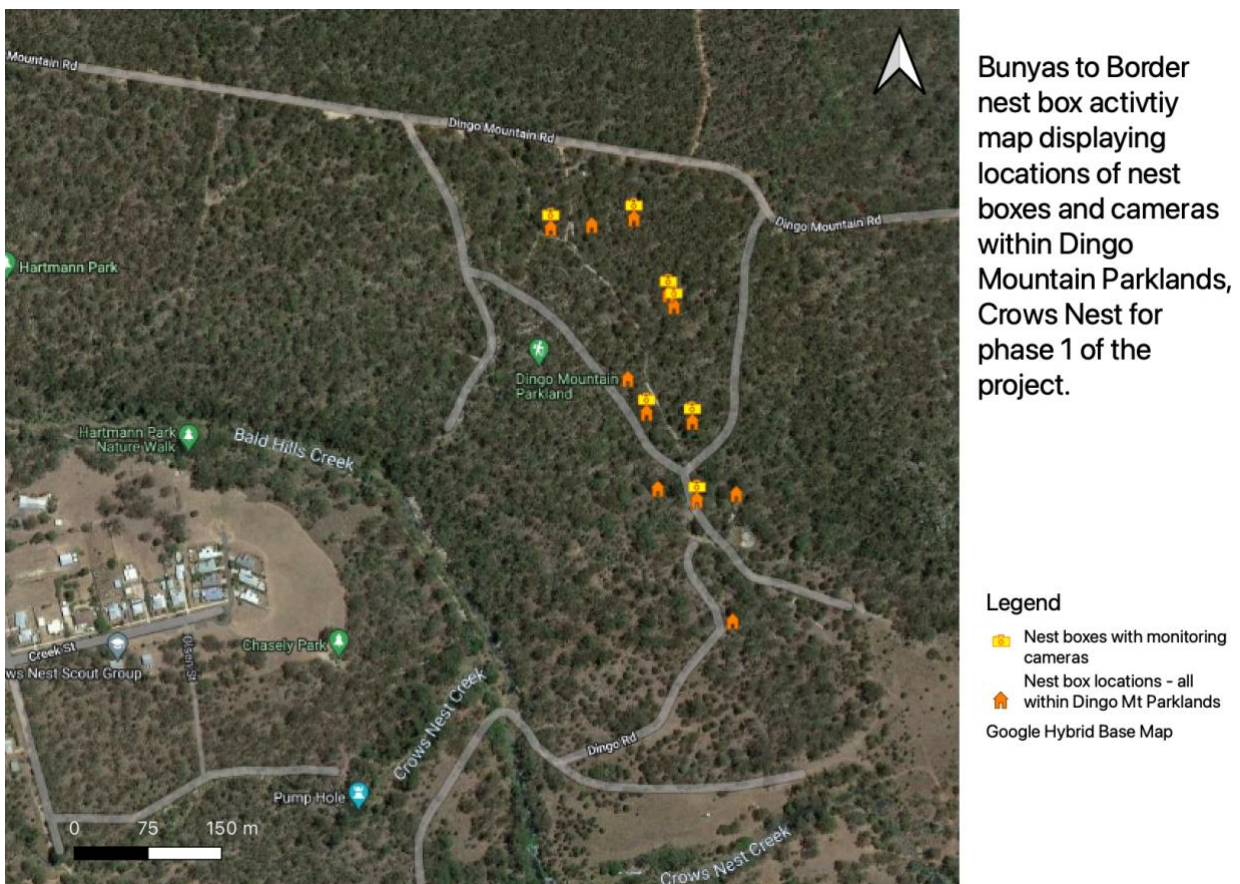 Mountain Rd
Dingo Mountain Rd
Dingo Mountain Rd
Hartmann Park
Dingo Mountain
Parkland
Hartmann Park
Nature Walk
Bald Hills Creek
Creek St
ws Nest Scout Group
Olsen St
Chasely Park
Crows Nest Creek
Dingo Rd
Pump Hole
0 75 150 m
Crows Nest Creek
Bunyas to Border
nest box activtiy
map displaying
locations of nest
boxes and cameras
within Dingo
Mountain Parklands,
Crows Nest for
phase 1 of the
project.
Legend
Nest boxes with monitoring
cameras
Nest box locations - all
within Dingo Mt Parklands
Google Hybrid Base Map